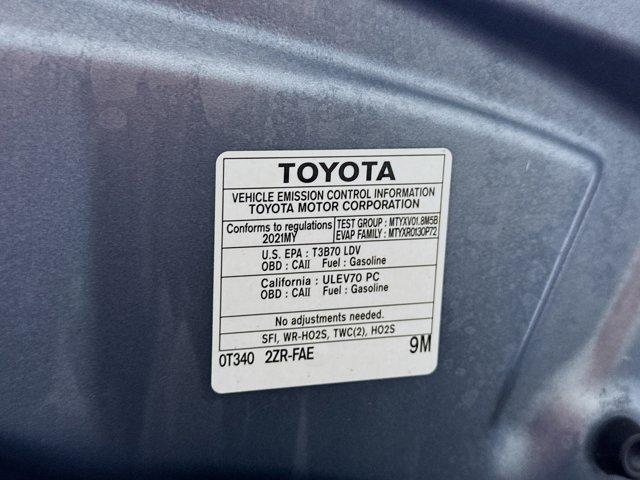 TOYOTA
VEHICLE EMISSION CONTROL INFORMATION
TOYOTA MOTOR CORPORATION
Conforms to regulations
2021MY
TEST GROUP : MTYXV01.8M5B
EVAP FAMILY : MTYXR0130P72
U.S. EPA : T3B70 LDV
OBD : CAII Fuel : Gasoline
California : ULEV70 PC
OBD : CAII Fuel : Gasoline
No adjustments needed.
SFI, WR-HO2S, TWC(2), HO2S
0T340 2ZR-FAE 9M